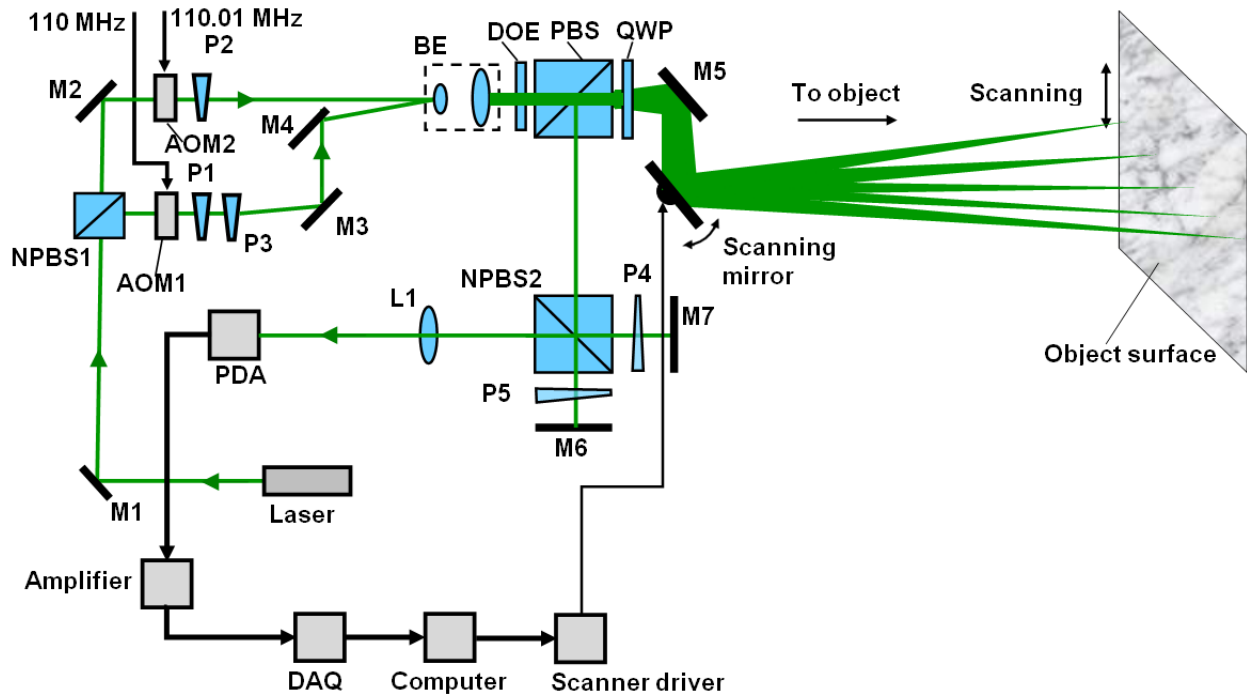 110 MHz
110.01 MHz
P2
BE
DOE
PBS
QWP
M2
M4
M5
To object
Scanning
AOM2
P1
NPBS1
P3
M3
AOM1
Scanning
mirror
L1
NPBS2
P4
M7
PDA
Object surface
P5
M6
M1
Laser
Amplifier
DAQ
Computer
Scanner driver